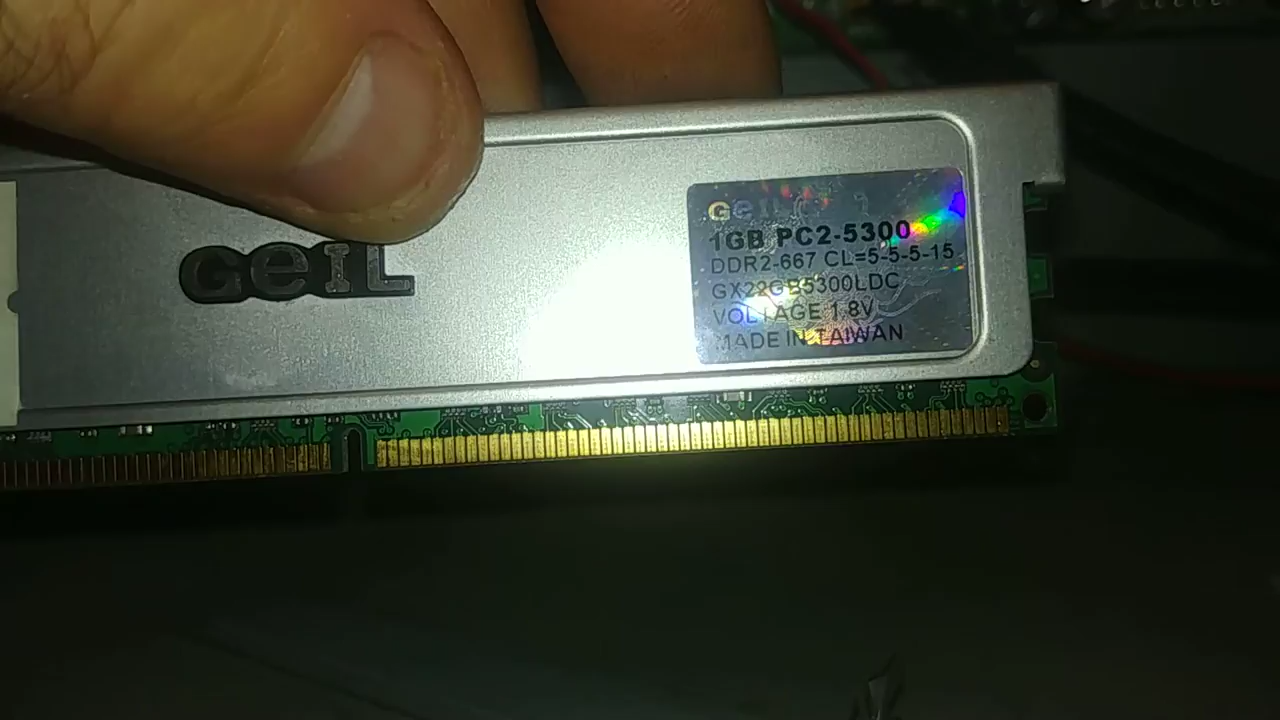 GeIL
GeIL
1GB PC2-5300
DDR2-667 CL=5-5-5-15
GX22GB5300LDC
VOLTAGE 1.8V
MADE IN TAIWAN